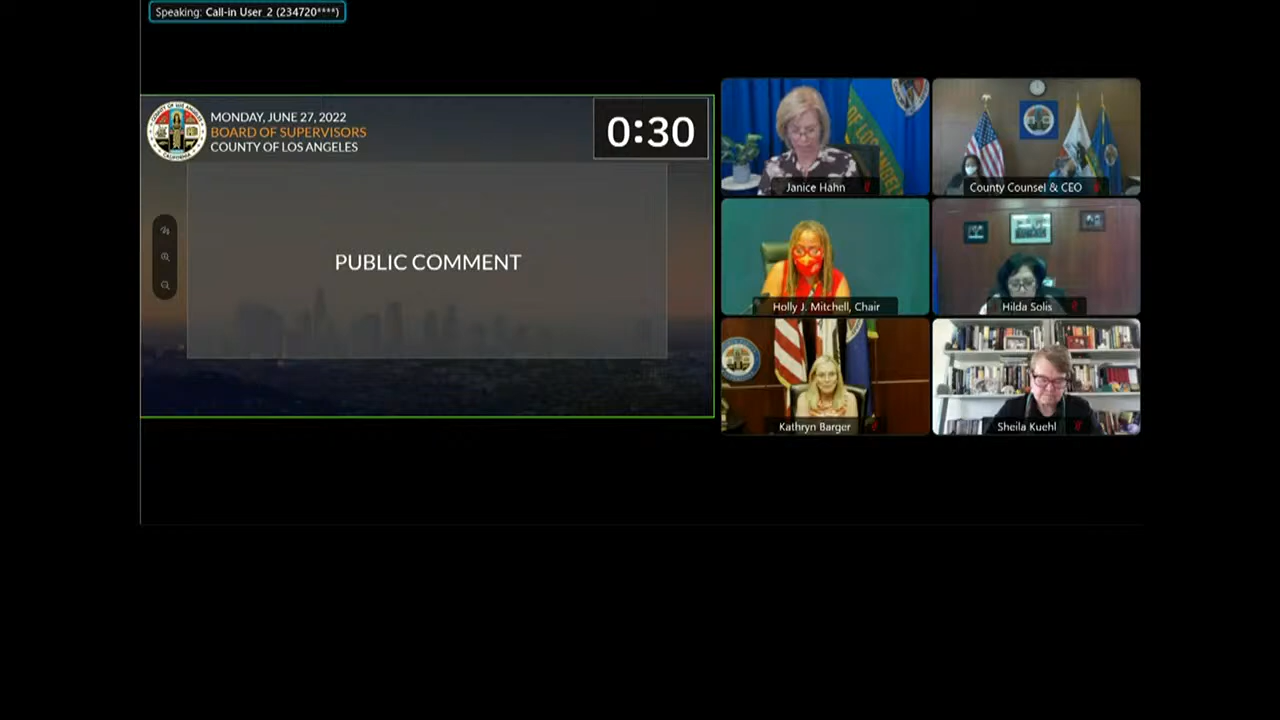 Speaking: Call-in User_2 (234720****)
MONDAY, JUNE 27, 2022
BOARD OF SUPERVISORS
COUNTY OF LOS ANGELES
0:30
PUBLIC COMMENT
Janice Hahn
County Counsel & CEO
Holly J. Mitchell, Chair
Hilda Solis
Kathryn Barger
Sheila Kuehl